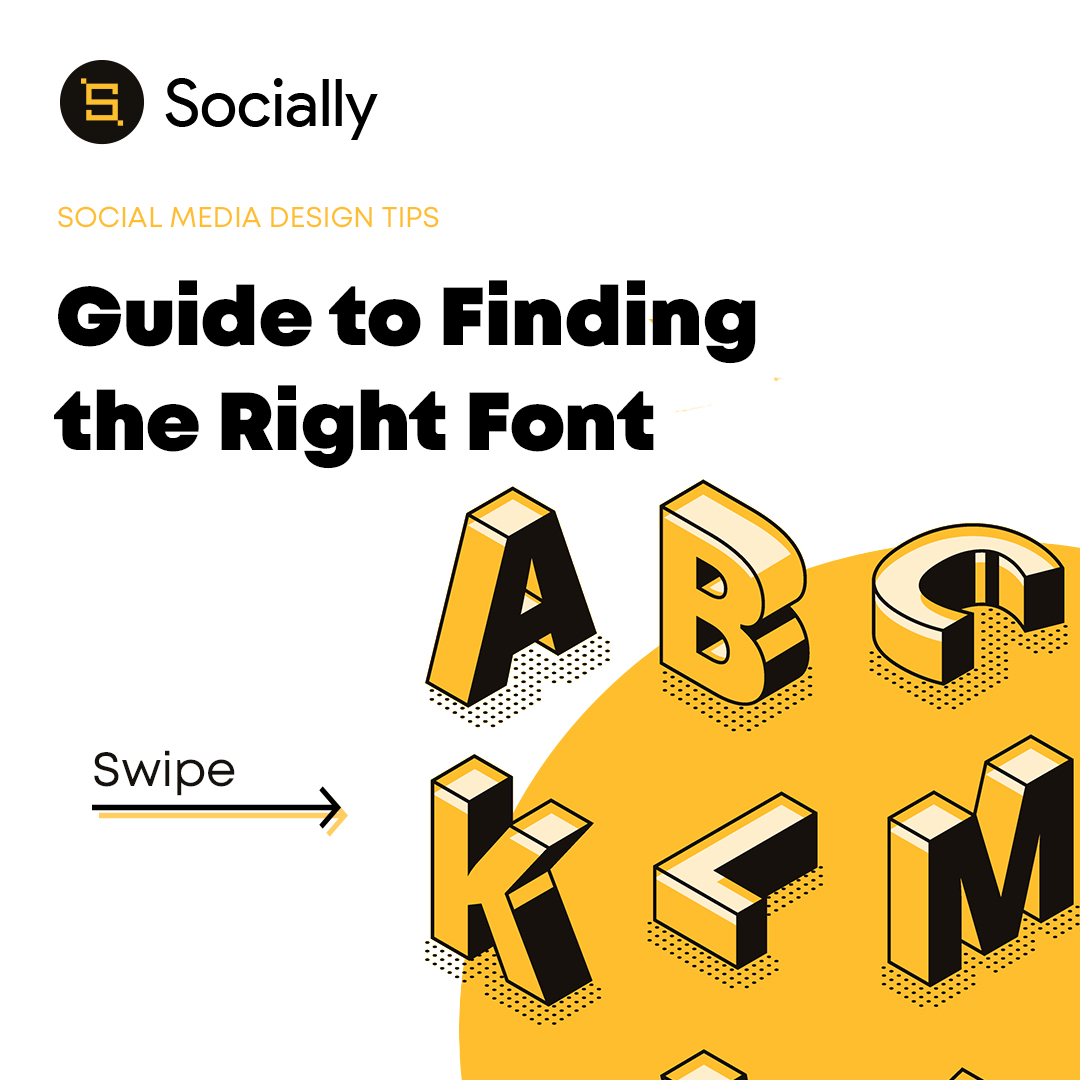 Socially
SOCIAL MEDIA DESIGN TIPS
Guide to Finding
the Right Font
A B C
Swipe
K L M